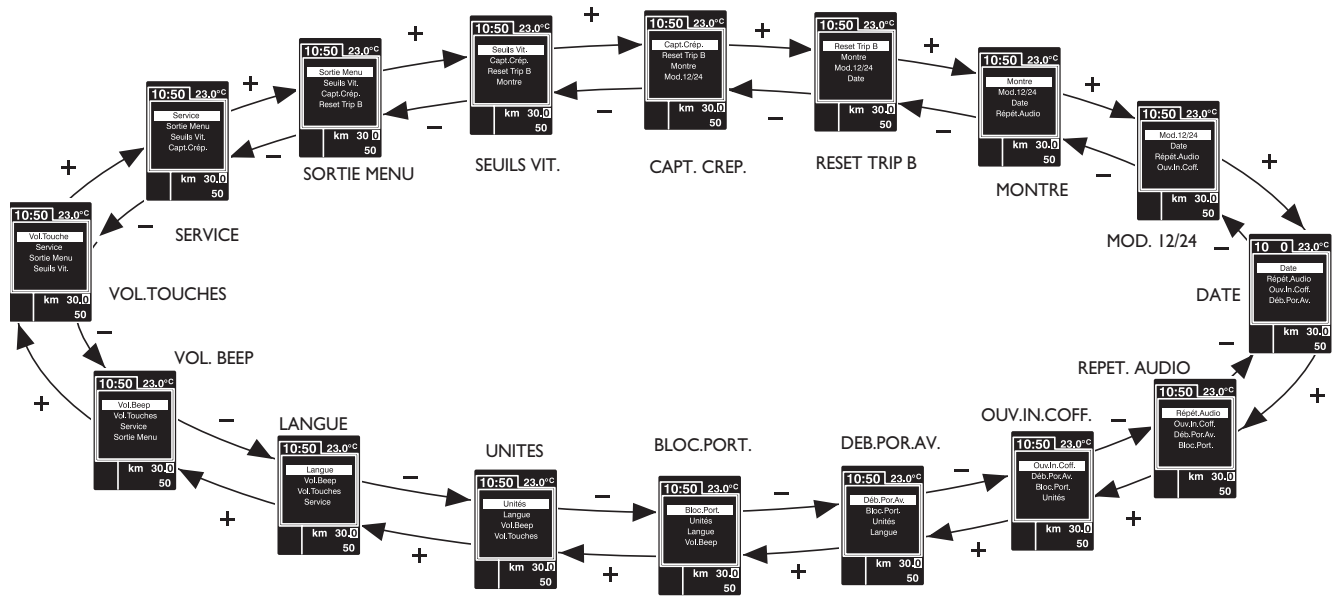 10:50 23.0°C
Service
Sortie Menu
Seuils Vit.
Capt.Crép.
km 30.0
50
SERVICE
+
−
10:50 23.0°C
Sortie Menu
Seuils Vit.
Capt.Crép.
Reset Trip B
km 30 0
50
SORTIE MENU
+
−
10:50 23.0°C
Seuils Vit.
Capt.Crép.
Reset Trip B
Montre
km 30.0
50
SEUILS VIT.
+
−
10:50 23.0°C
Capt.Crép.
Reset Trip B
Montre
Mod.12/24
km 30.0
50
CAPT. CREP.
+
−
10:50 23.0°C
Reset Trip B
Montre
Mod.12/24
Date
km 30.0
50
RESET TRIP B
+
−
10:50 23.0°C
Montre
Mod.12/24
Date
Répét.Audio
km 30.0
50
MONTRE
+
−
10:50 23.0°C
Mod.12/24
Date
Répét.Audio
Ouv.In.Coff.
km 30.0
50
MOD. 12/24
+
−
10 0 23.0°C
Date
Répét.Audio
Ouv.In.Coff.
Déb.Por.Av.
km 30.0
50
DATE
−
+
REPET. AUDIO
10:50 23.0°C
Répét.Audio
Ouv.In.Coff.
Déb.Por.Av.
Bloc.Port.
km 30.0
50
−
+
OUV.IN.COFF.
10:50 23.0°C
Ouv.In.Coff.
Déb.Por.Av.
Bloc.Port.
Unités
km 30.0
50
−
+
DEB.POR.AV.
10:50 23.0°C
Déb.Por.Av.
Bloc.Port.
Unités
Langue
km 30.0
50
−
+
BLOC.PORT.
10:50 23.0°C
Bloc.Port.
Unités
Langue
Vol.Beep
km 30.0
50
−
+
UNITES
10:50 23.0°C
Unités
Langue
Vol.Beep
Vol.Touches
km 30.0
50
−
+
LANGUE
10:50 23.0°C
Langue
Vol.Beep
Vol.Touches
Service
km 30.0
50
−
+
VOL. BEEP
10:50 23.0°C
Vol.Beep
Vol.Touches
Service
Sortie Menu
km 30.0
50
−
+
10:50 23.0°C
Vol.Touche
Service
Sortie Menu
Seuils Vit.
km 30.0
50
VOL.TOUCHES
+
−